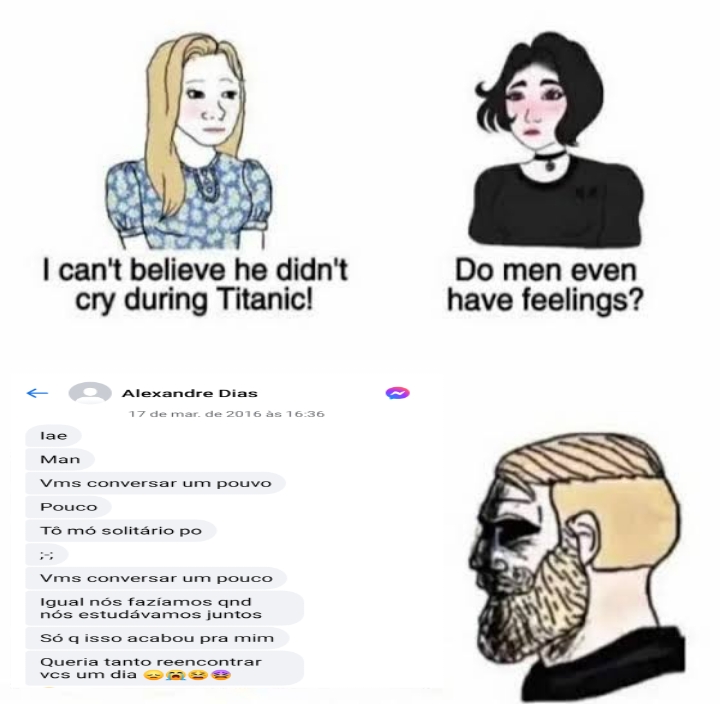 I can't believe he didn't
cry during Titanic!
Do men even
have feelings?
Alexandre Dias
17 de mar. de 2016 às 16:36
Iae
Man
Vms conversar um pouvo
Pouco
Tô mó solitário po
;-;
Vms conversar um pouco
Igual nós fazíamos qnd
nós estudávamos juntos
Só q isso acabou pra mim
Queria tanto reencontrar
vcs um dia 😞😭😫😡